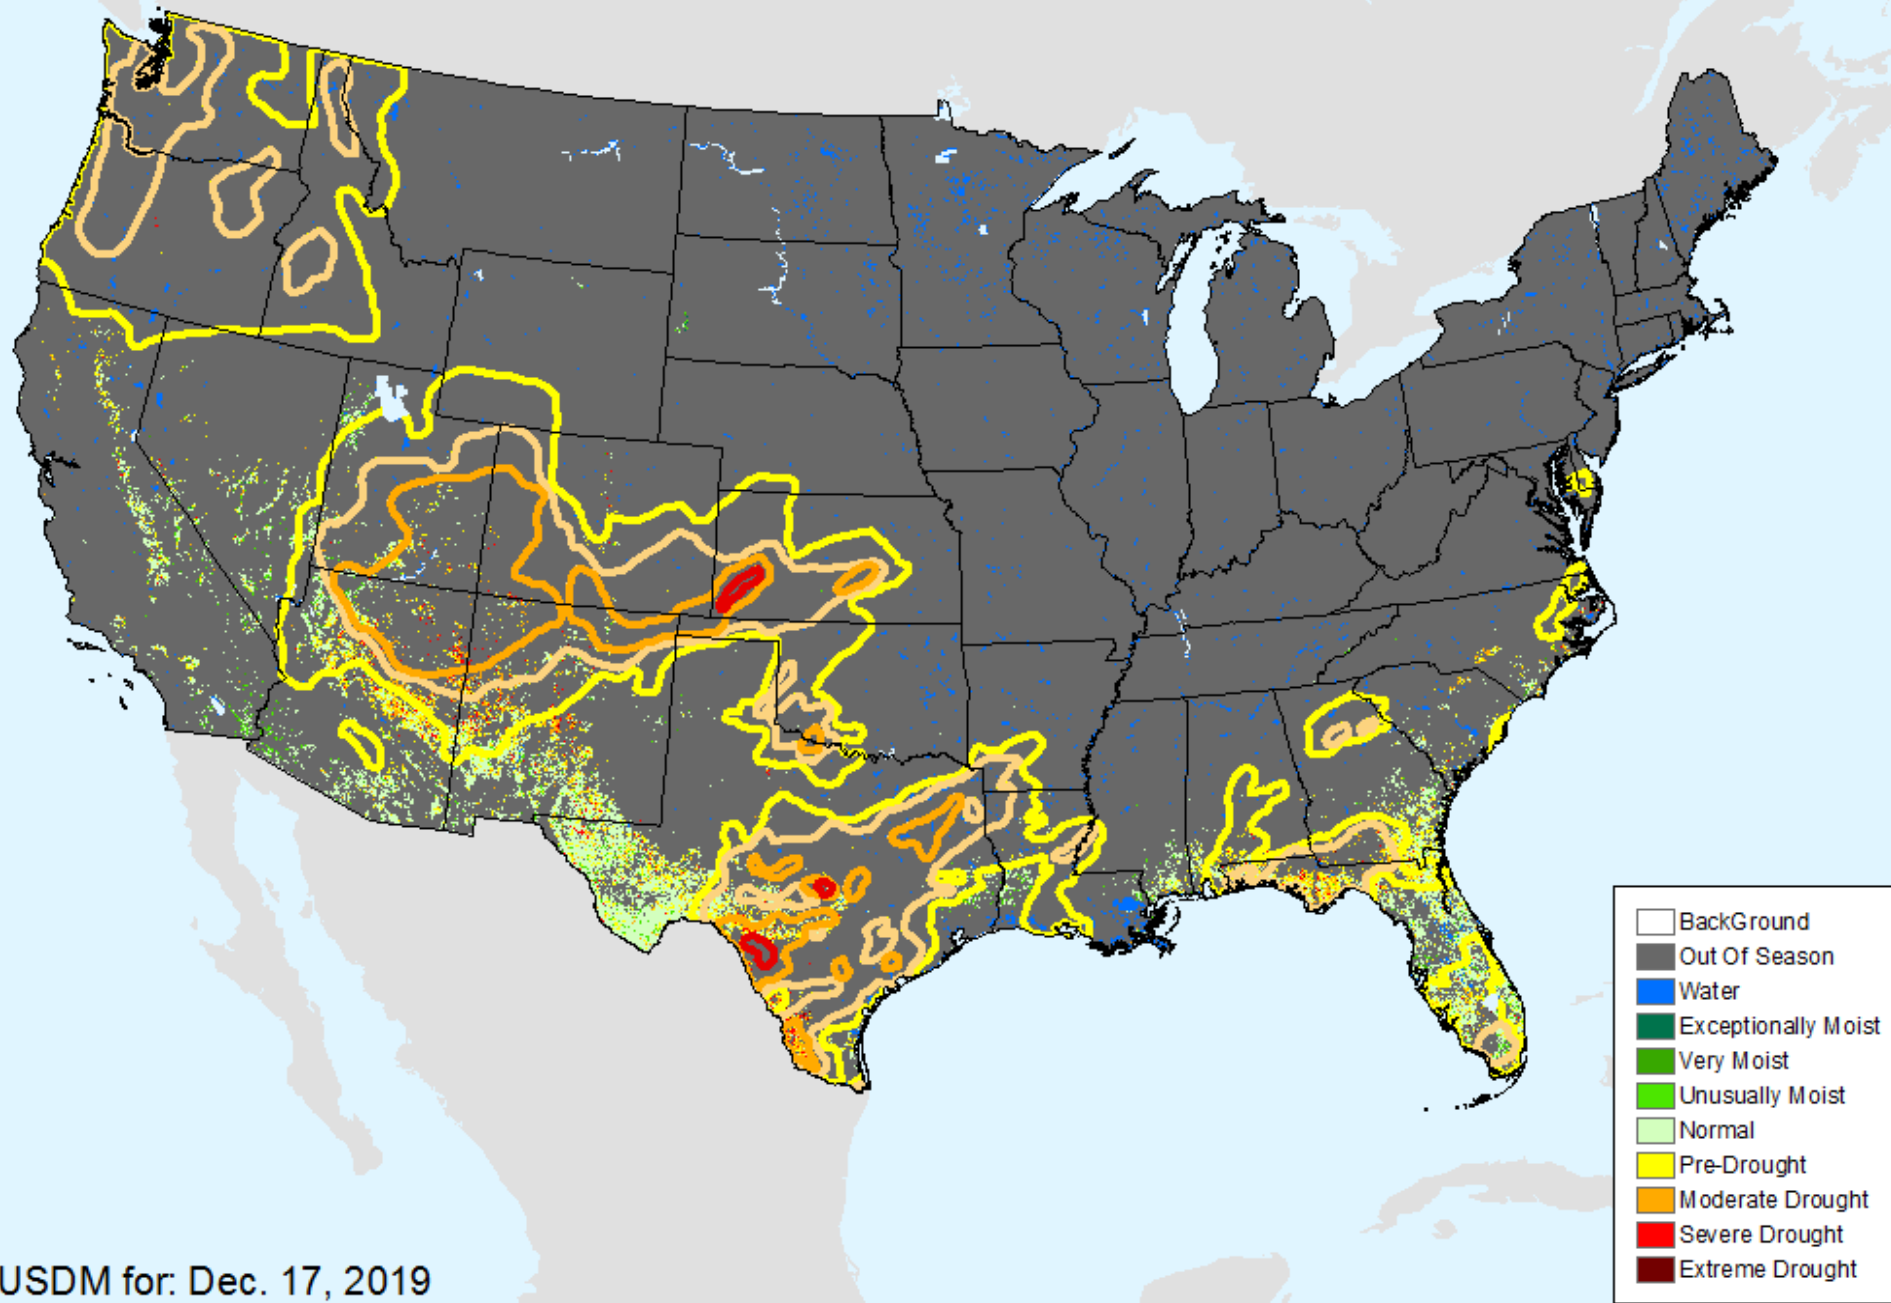 BackGround
Out Of Season
Water
Exceptionally Moist
Very Moist
Unusually Moist
Normal
Pre-Drought
Moderate Drought
Severe Drought
Extreme Drought
USDM for: Dec. 17, 2019